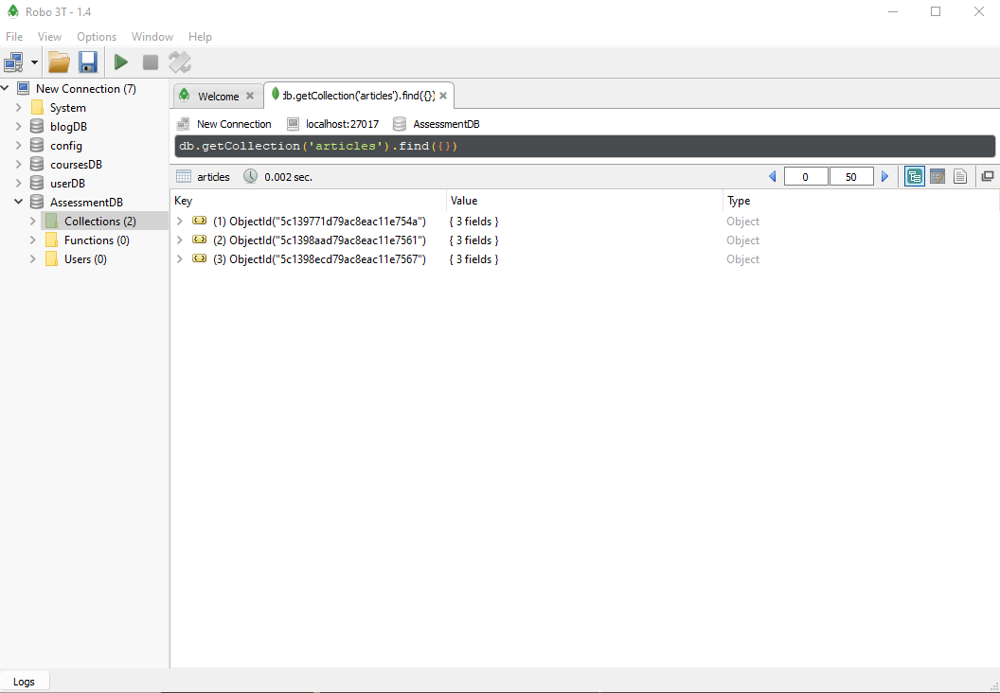 Robo 3T - 1.4
File View Options Window Help
New Connection (7)
System
blogDB
config
coursesDB
userDB
AssessmentDB
Collections (2)
Functions (0)
Users (0)
Welcome
db.getCollection('articles').find({})
New Connection localhost:27017 AssessmentDB
db.getCollection('articles').find({})
articles 0.002 sec. 0 50
Key Value Type
(1) ObjectId("5c139771d79ac8eac11e754a") { 3 fields } Object
(2) ObjectId("5c1398aad79ac8eac11e7561") { 3 fields } Object
(3) ObjectId("5c1398ecd79ac8eac11e7567") { 3 fields } Object
Logs